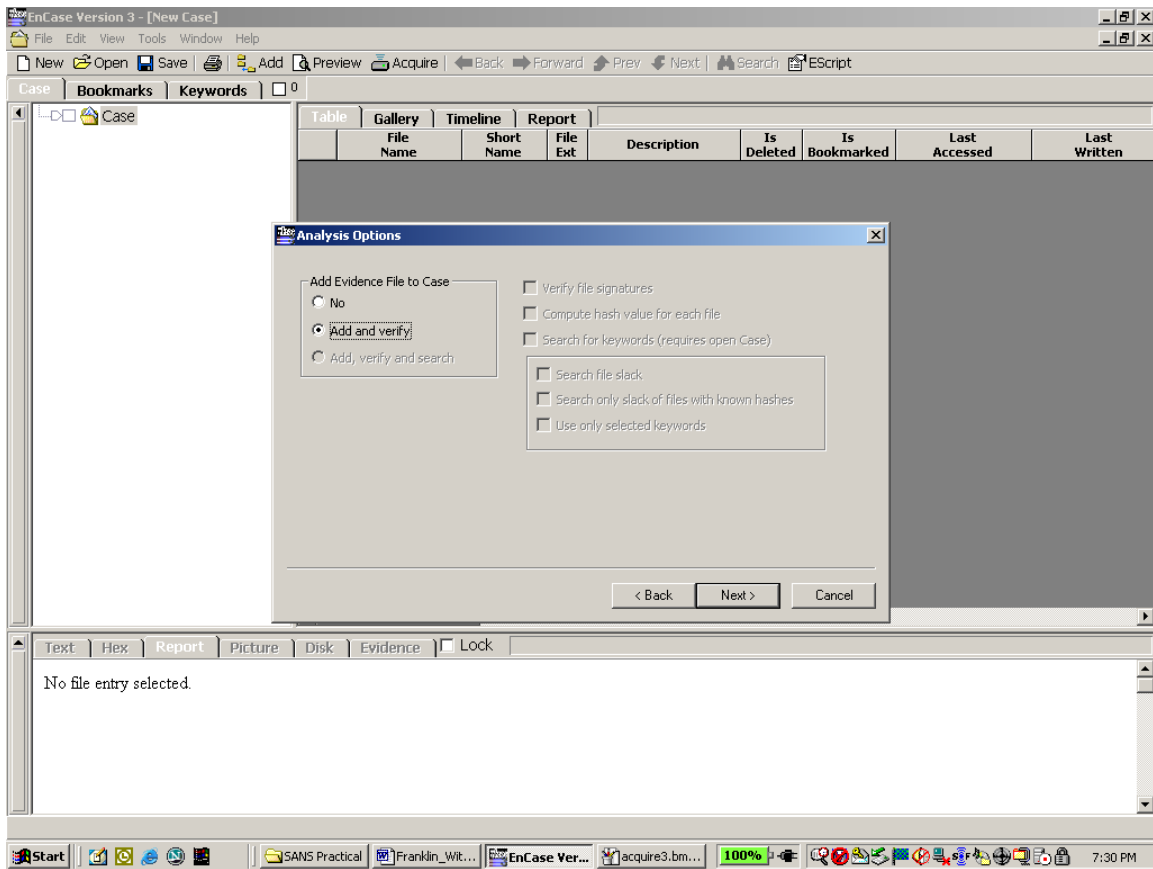 EnCase Version 3 - [New Case]
File Edit View Tools Window Help
New Open Save Add Preview Acquire Back Forward Prev Next Search EScript
Case Bookmarks Keywords 0
Case
Table Gallery Timeline Report
File Name Short Name File Ext Description Is Deleted Is Bookmarked Last Accessed Last Written
Analysis Options
Add Evidence File to Case
No
Add and verify
Add, verify and search
Verify file signatures
Compute hash value for each file
Search for keywords (requires open Case)
Search file slack
Search only slack of files with known hashes
Use only selected keywords
< Back Next > Cancel
Text Hex Report Picture Disk Evidence Lock
No file entry selected.
Start SANS Practical Franklin_Wit... EnCase Ver... acquire3.bm... 100% 7:30 PM